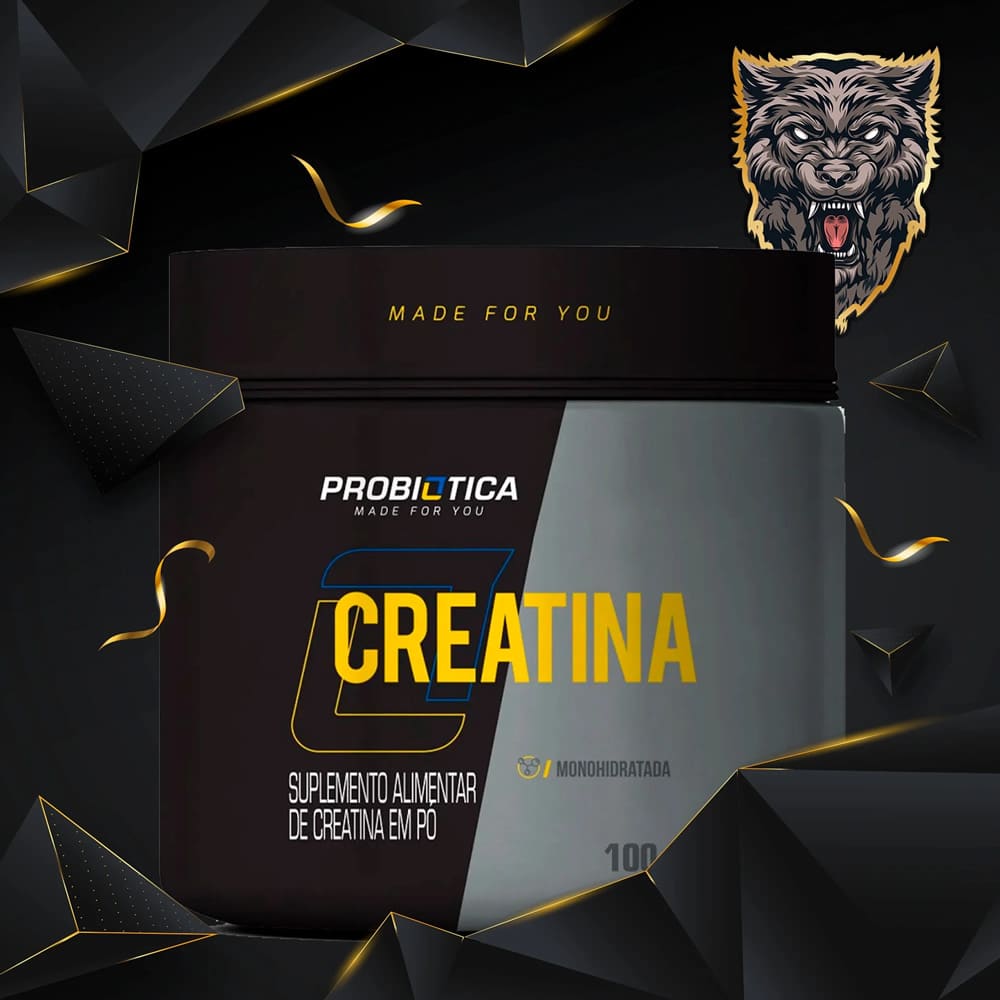 MADE FOR YOU
PROBIOTICA
MADE FOR YOU
CREATINA
MONOHIDRATADA
SUPLEMENTO ALIMENTAR
DE CREATINA EM PÓ
100